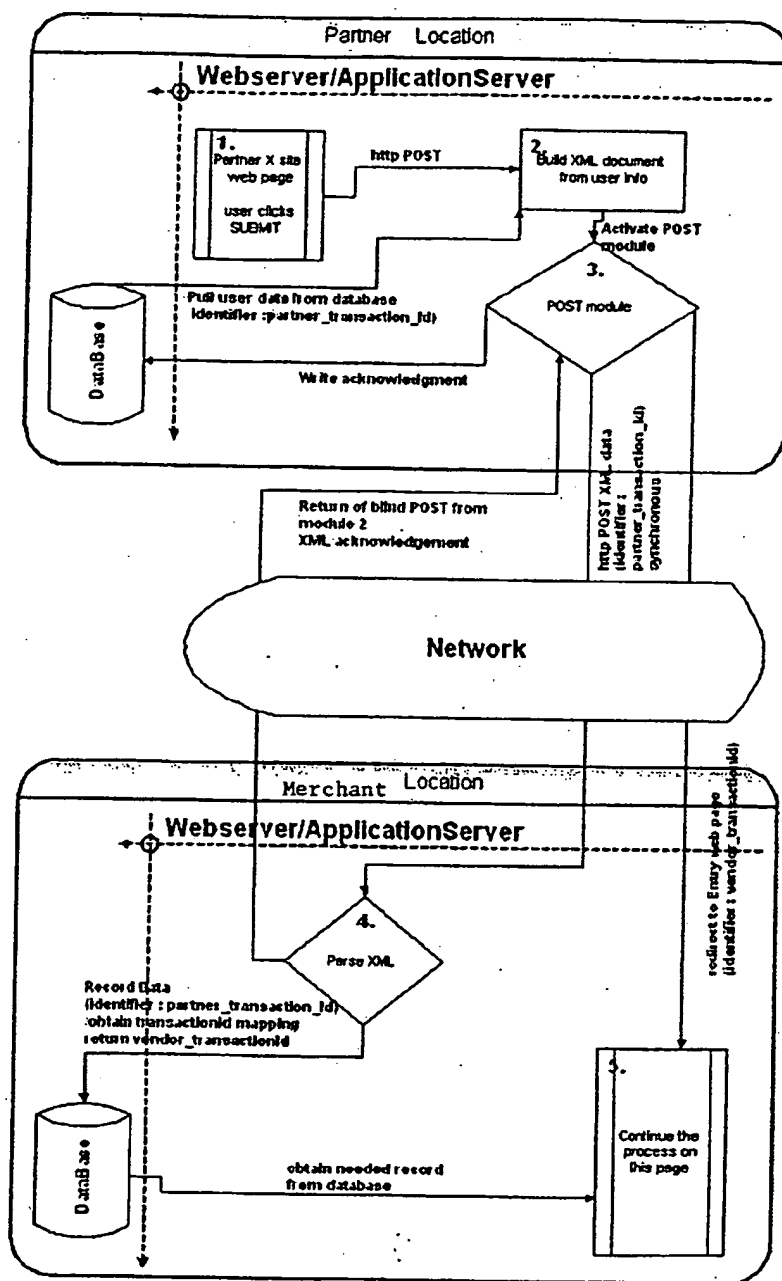 Partner Location
Webserver/ApplicationServer
1.
Partner X site
web page
user clicks
SUBMIT
http POST
2.
Build XML document
from user info
Activate POST
module
3.
POST module
Pull user data from database
identifier :partner_transaction_id)
DataBase
Write acknowledgment
Return of blind POST from
module 2
XML acknowledgement
http POST XML data
(identifier :
partner_transaction_id)
synchronous
Network
Merchant Location
Webserver/ApplicationServer
redirect to Entry web page
(identifier : vendor_transactionid)
4.
Parse XML
Record Data
(identifier : partner_transaction_id)
obtain transactionid mapping
return vendor_transactionid
5.
Continue the
process on
this page
DataBase
obtain needed record
from database